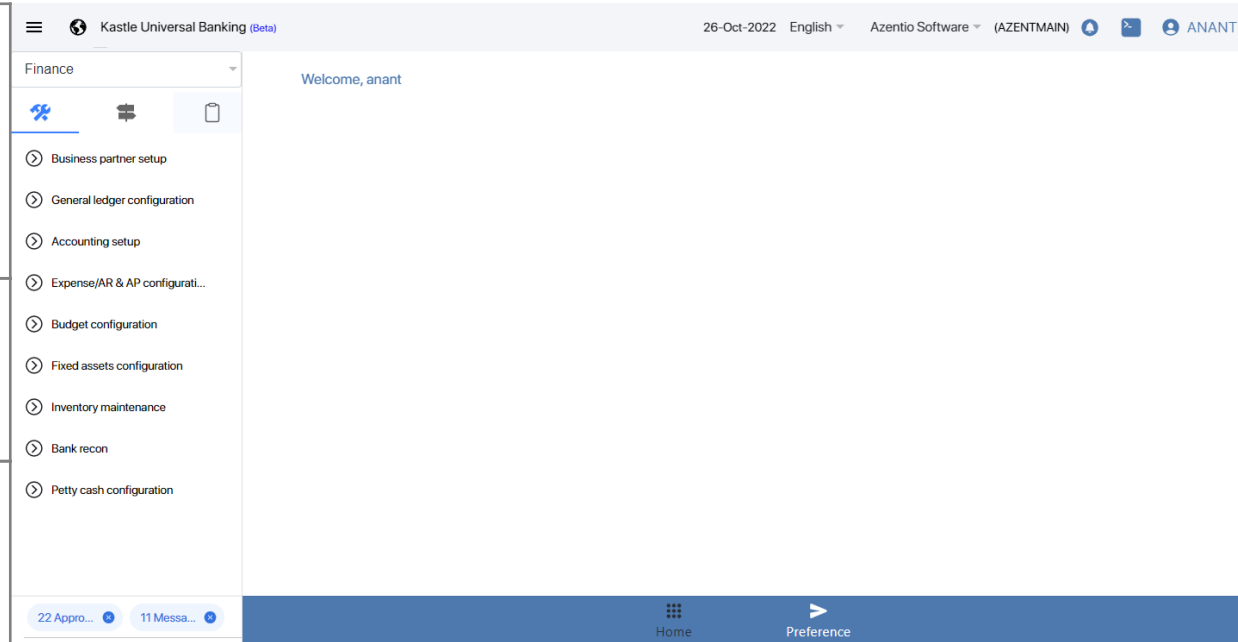 Kastle Universal Banking (Beta)
26-Oct-2022 English Azentio Software (AZENTMAIN) ANANT
Finance
Welcome, anant
Business partner setup
General ledger configuration
Accounting setup
Expense/AR & AP configurati...
Budget configuration
Fixed assets configuration
Inventory maintenance
Bank recon
Petty cash configuration
22 Appro... 11 Messa...
Home Preference